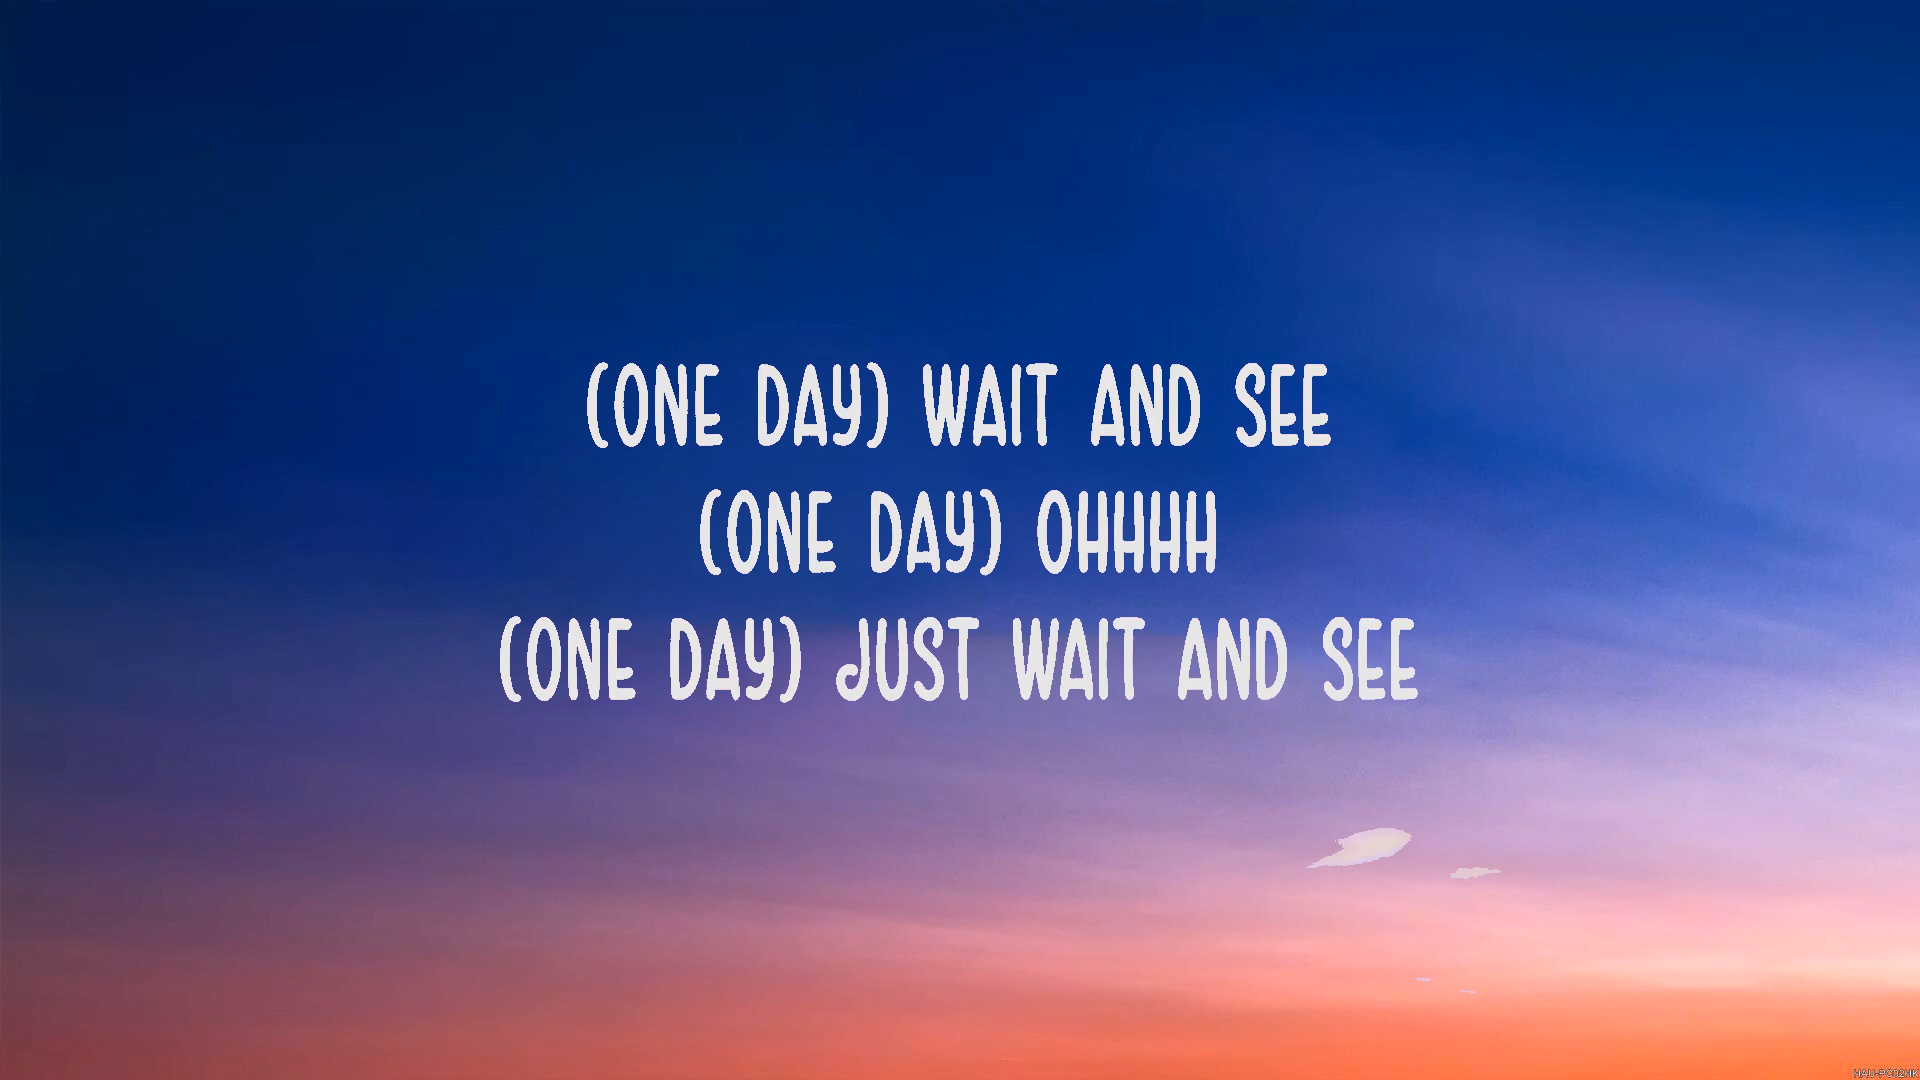 (ONE DAY) WAIT AND SEE
(ONE DAY) OHHHH
(ONE DAY) JUST WAIT AND SEE